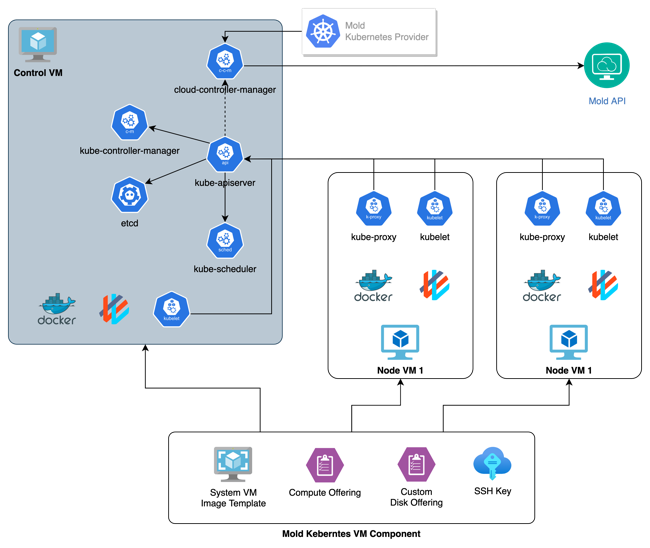 Mold
Kubernetes Provider
Control VM
c-c-m
cloud-controller-manager
Mold API
c-m
kube-controller-manager
api
kube-apiserver
etcd
sched
kube-scheduler
docker
kubelet
k-proxy
kubelet
kube-proxy
kubelet
docker
Node VM 1
k-proxy
kubelet
kube-proxy
kubelet
docker
Node VM 1
System VM
Image Template
Compute Offering
Custom
Disk Offering
SSH Key
Mold Keberntes VM Component